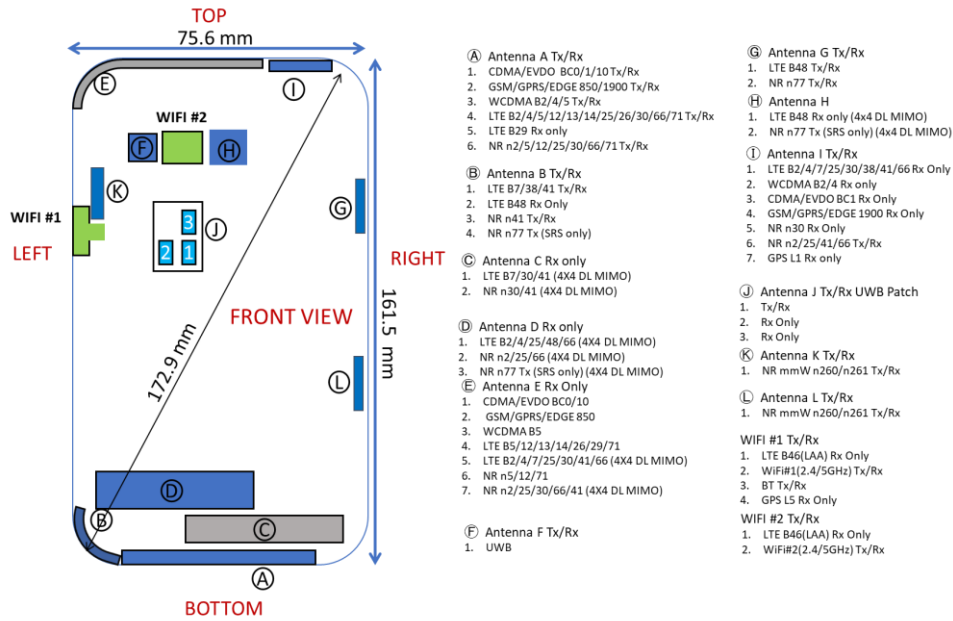 TOP
75.6 mm
E
I
WIFI #2
F
H
K
G
WIFI #1
3
J
2
1
LEFT
RIGHT
FRONT VIEW
161.5 mm
172.9 mm
L
D
B
C
A
BOTTOM
Ⓐ Antenna A Tx/Rx
1. CDMA/EVDO BC0/1/10 Tx/Rx
2. GSM/GPRS/EDGE 850/1900 Tx/Rx
3. WCDMA B2/4/5 Tx/Rx
4. LTE B2/4/5/12/13/14/25/26/30/66/71 Tx/Rx
5. LTE B29 Rx only
6. NR n2/5/12/25/30/66/71 Tx/Rx
Ⓑ Antenna B Tx/Rx
1. LTE B7/38/41 Tx/Rx
2. LTE B48 Rx Only
3. NR n41 Tx/Rx
4. NR n77 Tx (SRS only)
Ⓒ Antenna C Rx only
1. LTE B7/30/41 (4X4 DL MIMO)
2. NR n30/41 (4X4 DL MIMO)
Ⓓ Antenna D Rx only
1. LTE B2/4/25/48/66 (4X4 DL MIMO)
2. NR n2/25/66 (4X4 DL MIMO)
3. NR n77 Tx (SRS only) (4X4 DL MIMO)
Ⓔ Antenna E Rx Only
1. CDMA/EVDO BC0/10
2. GSM/GPRS/EDGE 850
3. WCDMA B5
4. LTE B5/12/13/14/26/29/71
5. LTE B2/4/7/25/30/41/66 (4X4 DL MIMO)
6. NR n5/12/71
7. NR n2/25/30/66/41 (4X4 DL MIMO)
Ⓕ Antenna F Tx/Rx
1. UWB
Ⓖ Antenna G Tx/Rx
1. LTE B48 Tx/Rx
2. NR n77 Tx/Rx
Ⓗ Antenna H
1. LTE B48 Rx only (4x4 DL MIMO)
2. NR n77 Tx (SRS only) (4x4 DL MIMO)
Ⓘ Antenna I Tx/Rx
1. LTE B2/4/7/25/30/38/41/66 Rx Only
2. WCDMA B2/4 Rx only
3. CDMA/EVDO BC1 Rx Only
4. GSM/GPRS/EDGE 1900 Rx Only
5. NR n30 Rx Only
6. NR n2/25/41/66 Tx/Rx
7. GPS L1 Rx only
Ⓙ Antenna J Tx/Rx UWB Patch
1. Tx/Rx
2. Rx Only
3. Rx Only
Ⓚ Antenna K Tx/Rx
1. NR mmW n260/n261 Tx/Rx
Ⓛ Antenna L Tx/Rx
1. NR mmW n260/n261 Tx/Rx
WIFI #1 Tx/Rx
1. LTE B46(LAA) Rx Only
2. WiFi#1(2.4/5GHz) Tx/Rx
3. BT Tx/Rx
4. GPS L5 Rx Only
WIFI #2 Tx/Rx
1. LTE B46(LAA) Rx Only
2. WiFi#2(2.4/5GHz) Tx/Rx